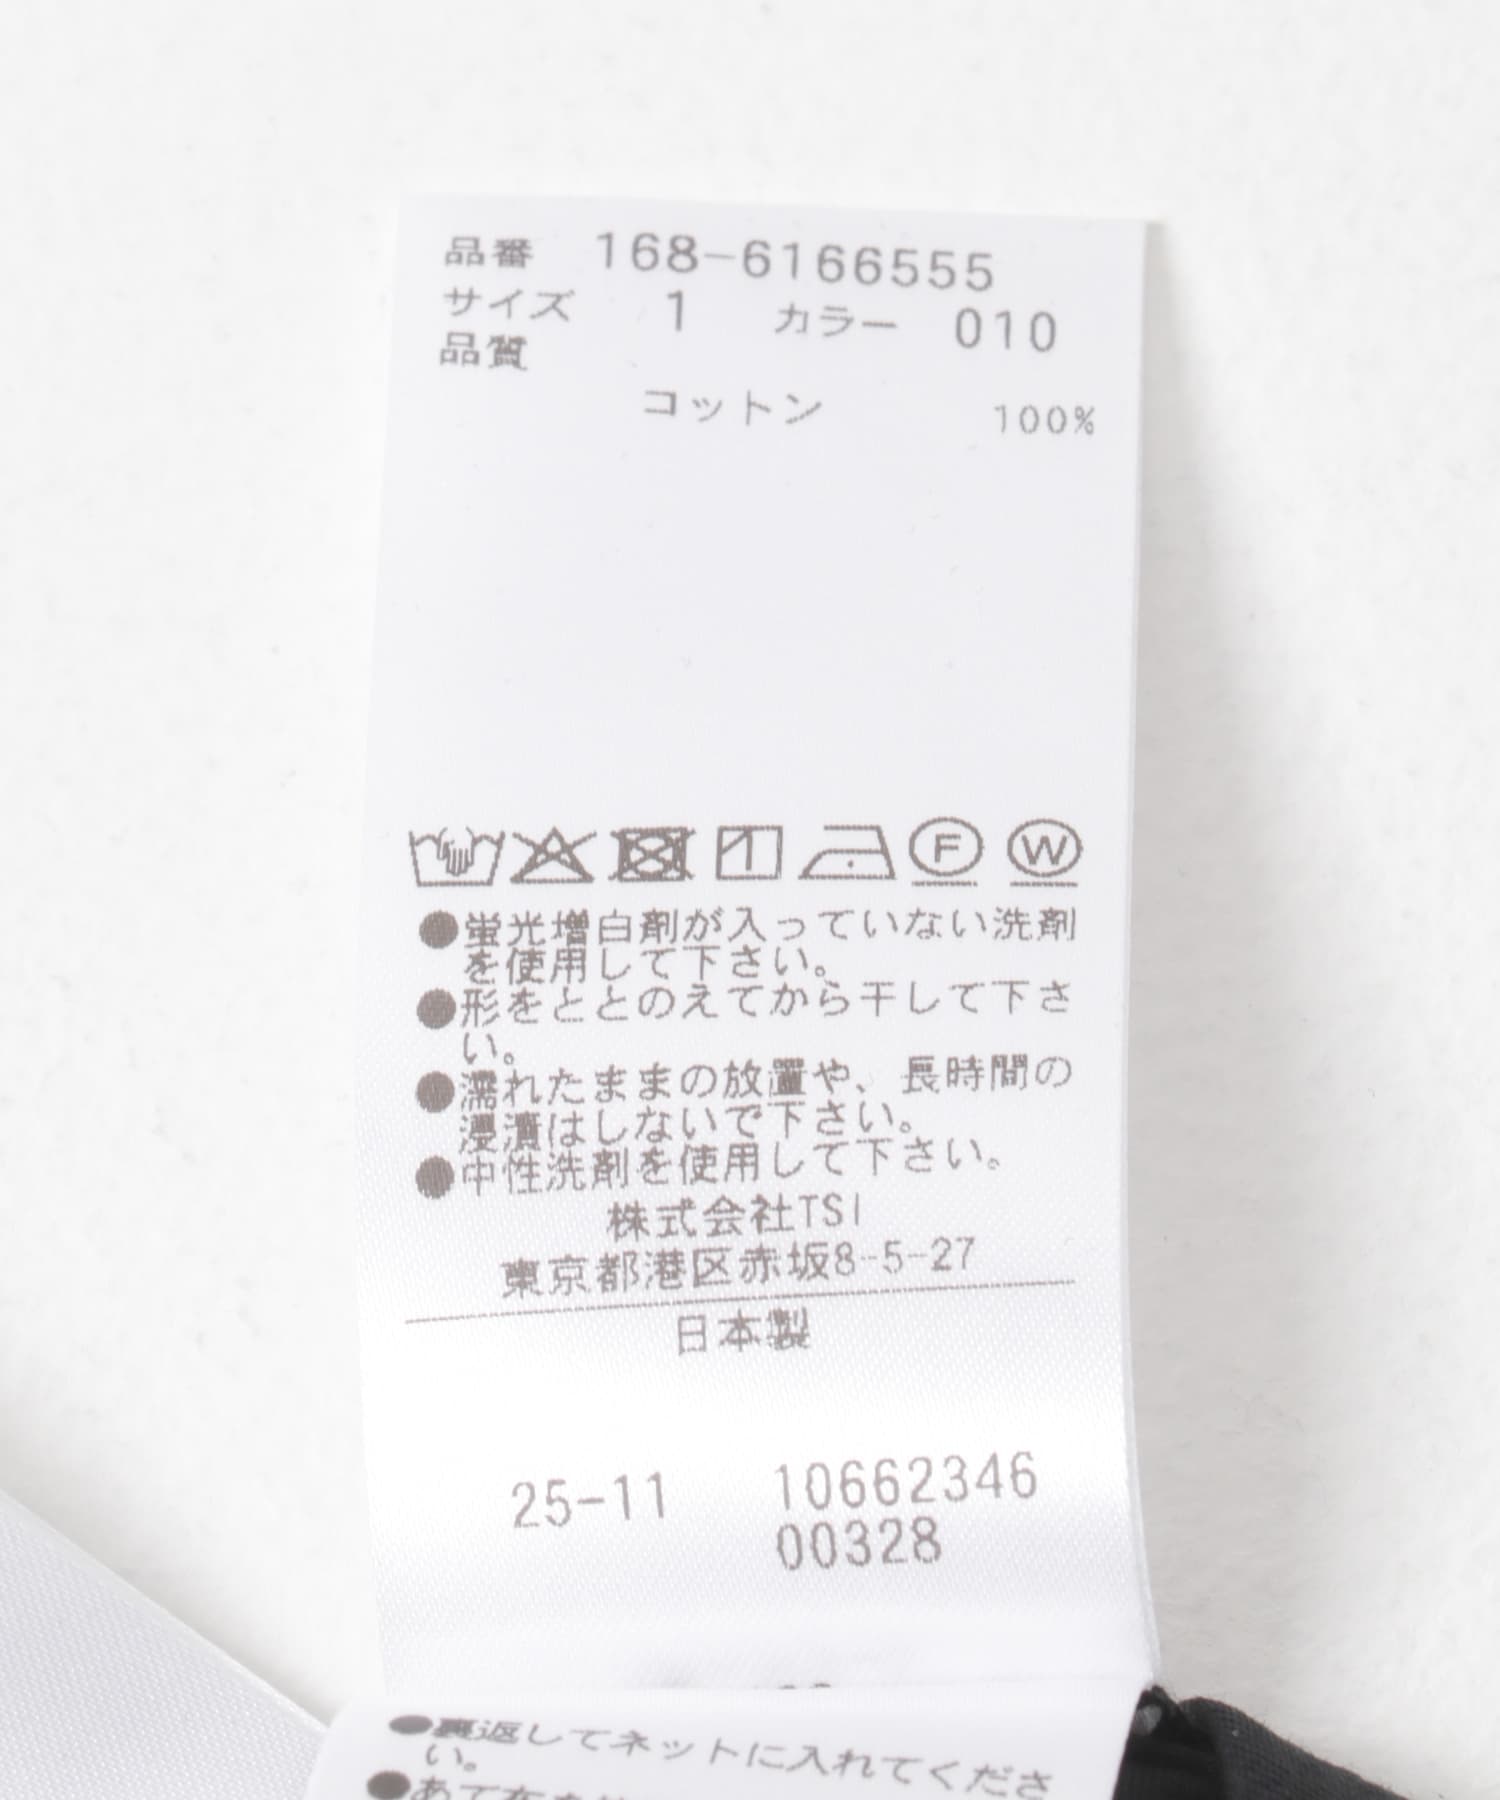 品番 168-6166555
サイズ 1 カラー 010
品質
コットン 100%
F W
●蛍光増白剤が入っていない洗剤
を使用して下さい。
●形をととのえてから干して下さ
い。
●濡れたままの放置や、長時間の
浸漬はしないで下さい。
●中性洗剤を使用して下さい。
株式会社TSI
東京都港区赤坂8-5-27
日本製
25-11 10662346
00328
●裏返してネットに入れてくださ
い。
●あて布を